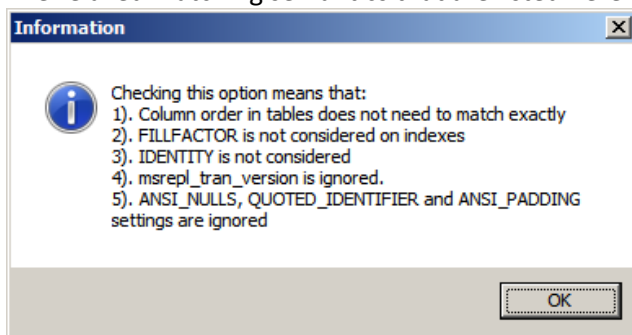 Information
Checking this option means that:
1). Column order in tables does not need to match exactly
2). FILLFACTOR is not considered on indexes
3). IDENTITY is not considered
4). msrepl_tran_version is ignored.
5). ANSI_NULLS, QUOTED_IDENTIFIER and ANSI_PADDING
settings are ignored
OK